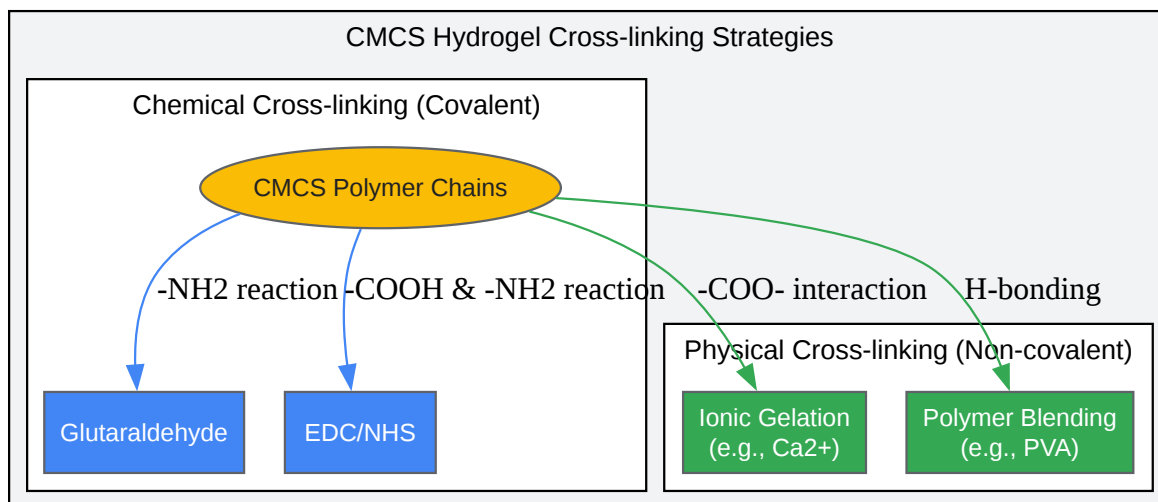 CMCS Hydrogel Cross-linking Strategies
Chemical Cross-linking (Covalent)
CMCS Polymer Chains
-NH2 reaction
-COOH & -NH2 reaction
-COO- interaction
H-bonding
Physical Cross-linking (Non-covalent)
Glutaraldehyde
EDC/NHS
Ionic Gelation
(e.g., Ca2+)
Polymer Blending
(e.g., PVA)